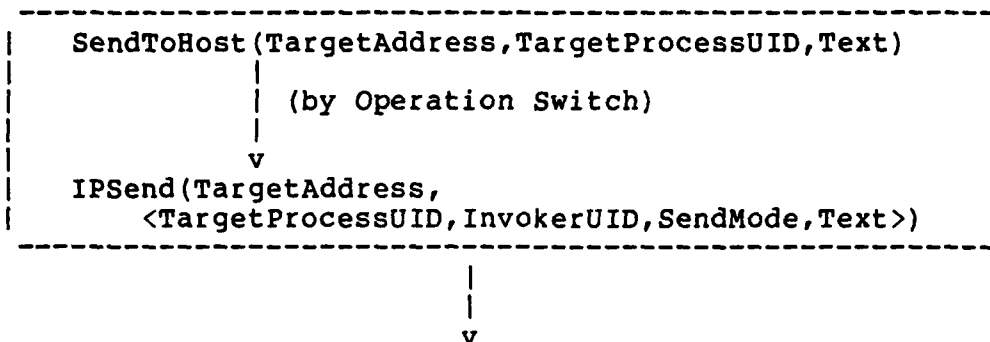 SendToHost(TargetAddress,TargetProcessUID,Text)
(by Operation Switch)
v
IPSend(TargetAddress,
<TargetProcessUID,InvokerUID,SendMode,Text>)
v